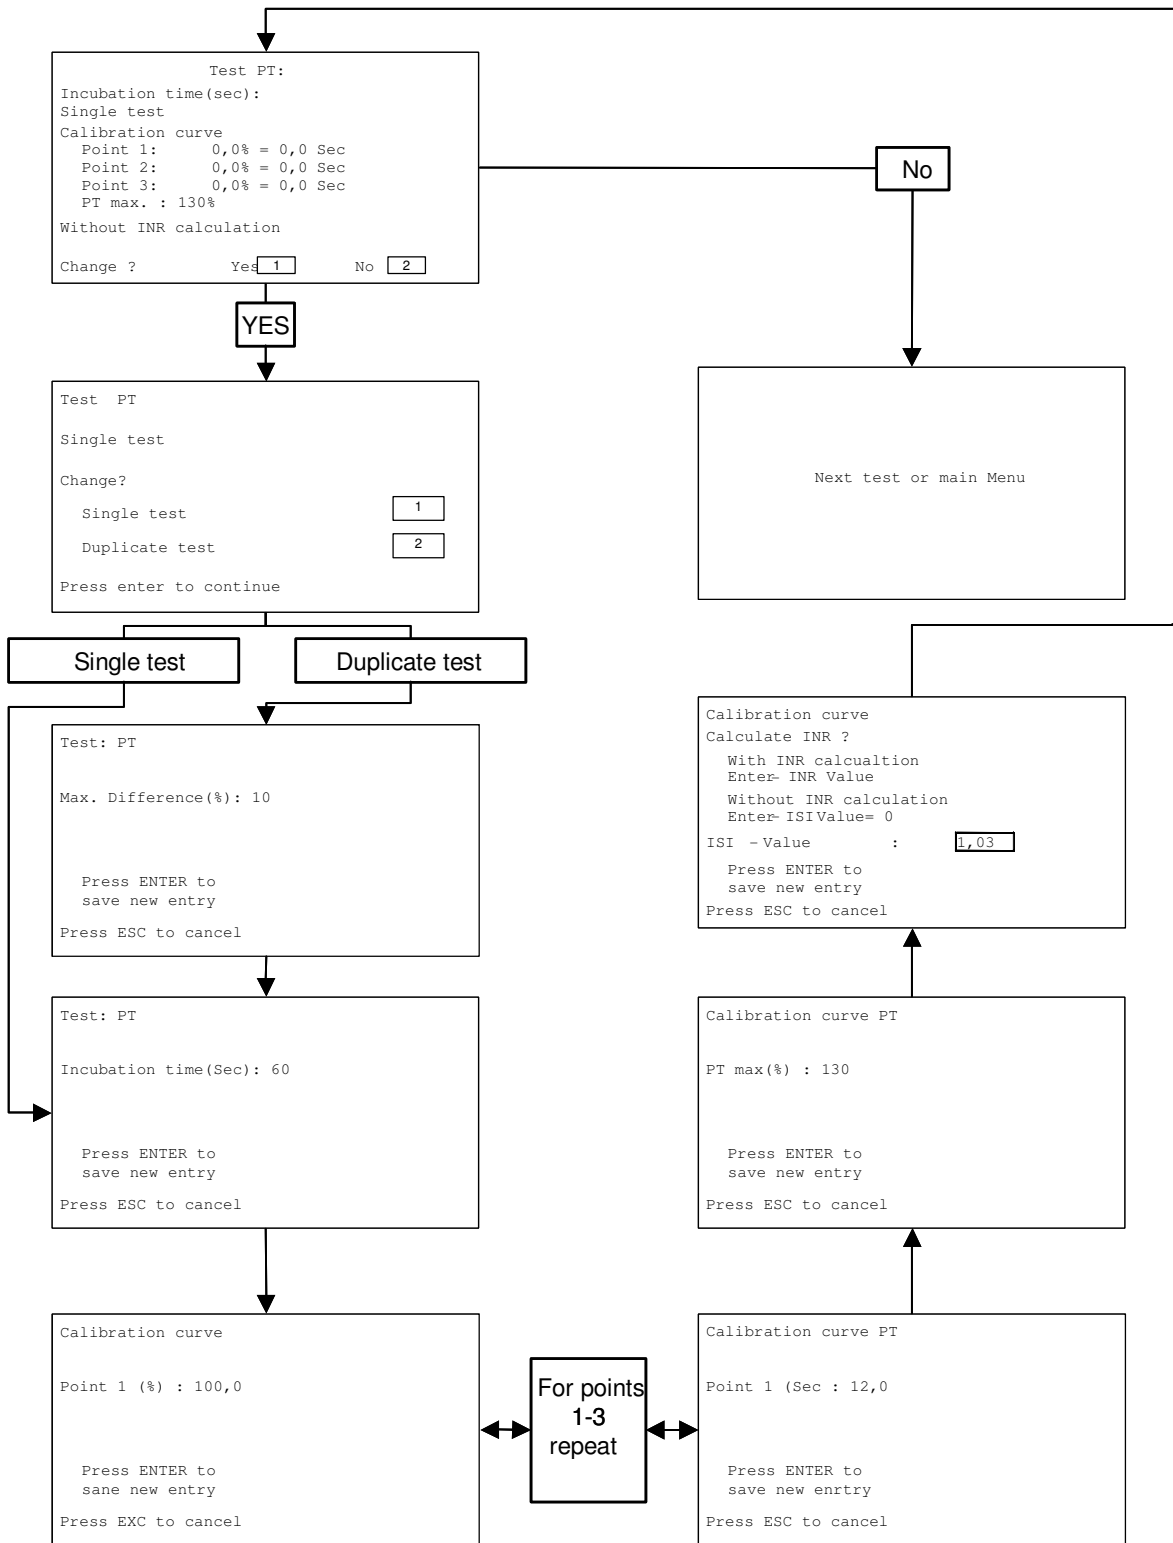 Test PT:
Incubation time(sec):
Single test
Calibration curve
Point 1: 0,0% = 0,0 Sec
Point 2: 0,0% = 0,0 Sec
Point 3: 0,0% = 0,0 Sec
PT max. : 130%
Without INR calculation
Change ? Yes 1 No 2
No
YES
Test PT
Single test
Change?
Single test 1
Duplicate test 2
Press enter to continue
Next test or main Menu
Single test
Duplicate test
Test: PT
Max. Difference(%): 10
Press ENTER to
save new entry
Press ESC to cancel
Test: PT
Incubation time(Sec): 60
Press ENTER to
save new entry
Press ESC to cancel
Calibration curve
Point 1 (%) : 100,0
Press ENTER to
sane new entry
Press EXC to cancel
For points
1-3
repeat
Calibration curve PT
Point 1 (Sec : 12,0
Press ENTER to
save new enrtry
Press ESC to cancel
Calibration curve PT
PT max(%) : 130
Press ENTER to
save new entry
Press ESC to cancel
Calibration curve
Calculate INR ?
With INR calcualtion
Enter- INR Value
Without INR calculation
Enter- ISIValue= 0
ISI -Value : 1,03
Press ENTER to
save new entry
Press ESC to cancel